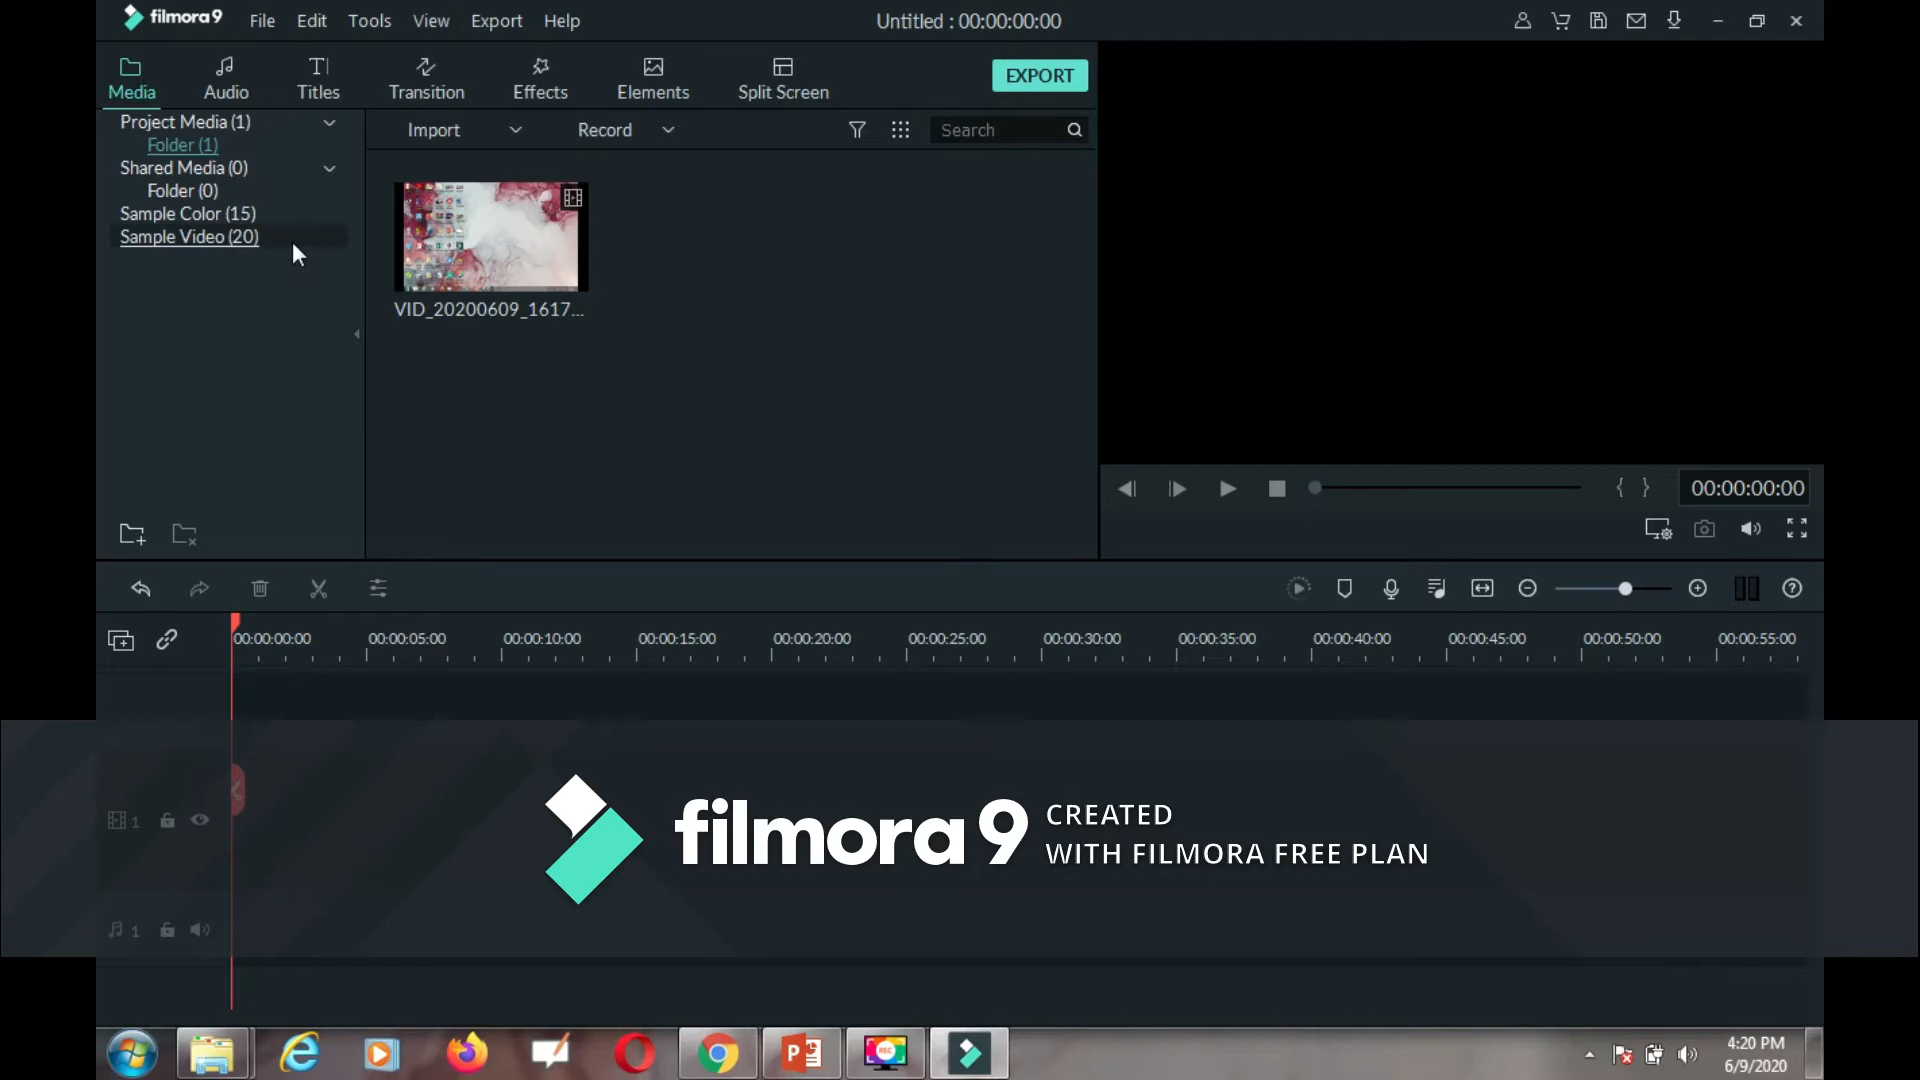 filmora9 File Edit Tools View Export Help Untitled : 00:00:00:00
Media Audio Titles Transition Effects Elements Split Screen EXPORT
Project Media (1)
Folder (1)
Shared Media (0)
Folder (0)
Sample Color (15)
Sample Video (20)
Import Record Search
VID_20200609_1617...
00:00:00:00
00:00:00:00 00:00:05:00 00:00:10:00 00:00:15:00 00:00:20:00 00:00:25:00 00:00:30:00 00:00:35:00 00:00:40:00 00:00:45:00 00:00:50:00 00:00:55:00
1
1
filmora9
CREATED
WITH FILMORA FREE PLAN
REC
4:20 PM
6/9/2020